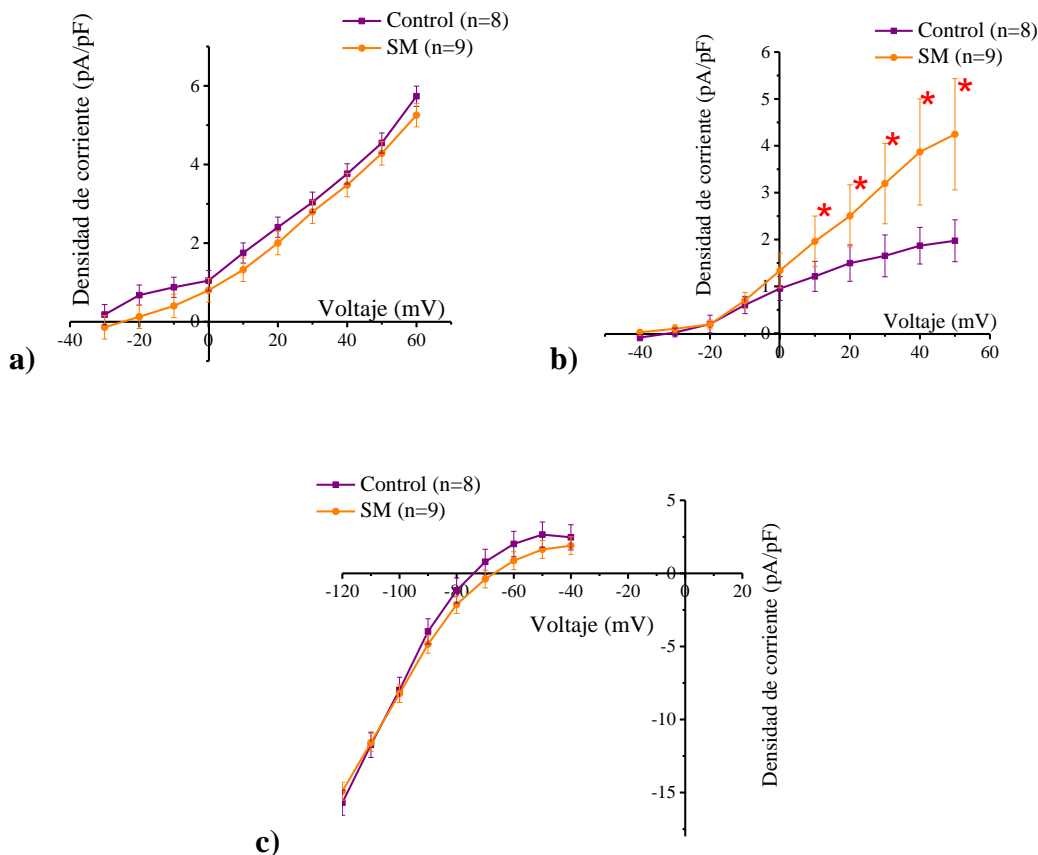 Control (n=8)
SM (n=9)
Densidad de corriente (pA/pF)
6
4
2
0
Voltaje (mV)
-40
-20
0
20
40
60
a)
Control (n=8)
SM (n=9)
Densidad de corriente (pA/pF)
6
5
4
3
2
1
0
*
*
*
*
*
Voltaje (mV)
-40
-20
0
20
40
60
b)
Control (n=8)
SM (n=9)
5
0
-5
-10
-15
-120
-100
-80
-60
-40
-20
0
20
Voltaje (mV)
Densidad de corriente (pA/pF)
c)